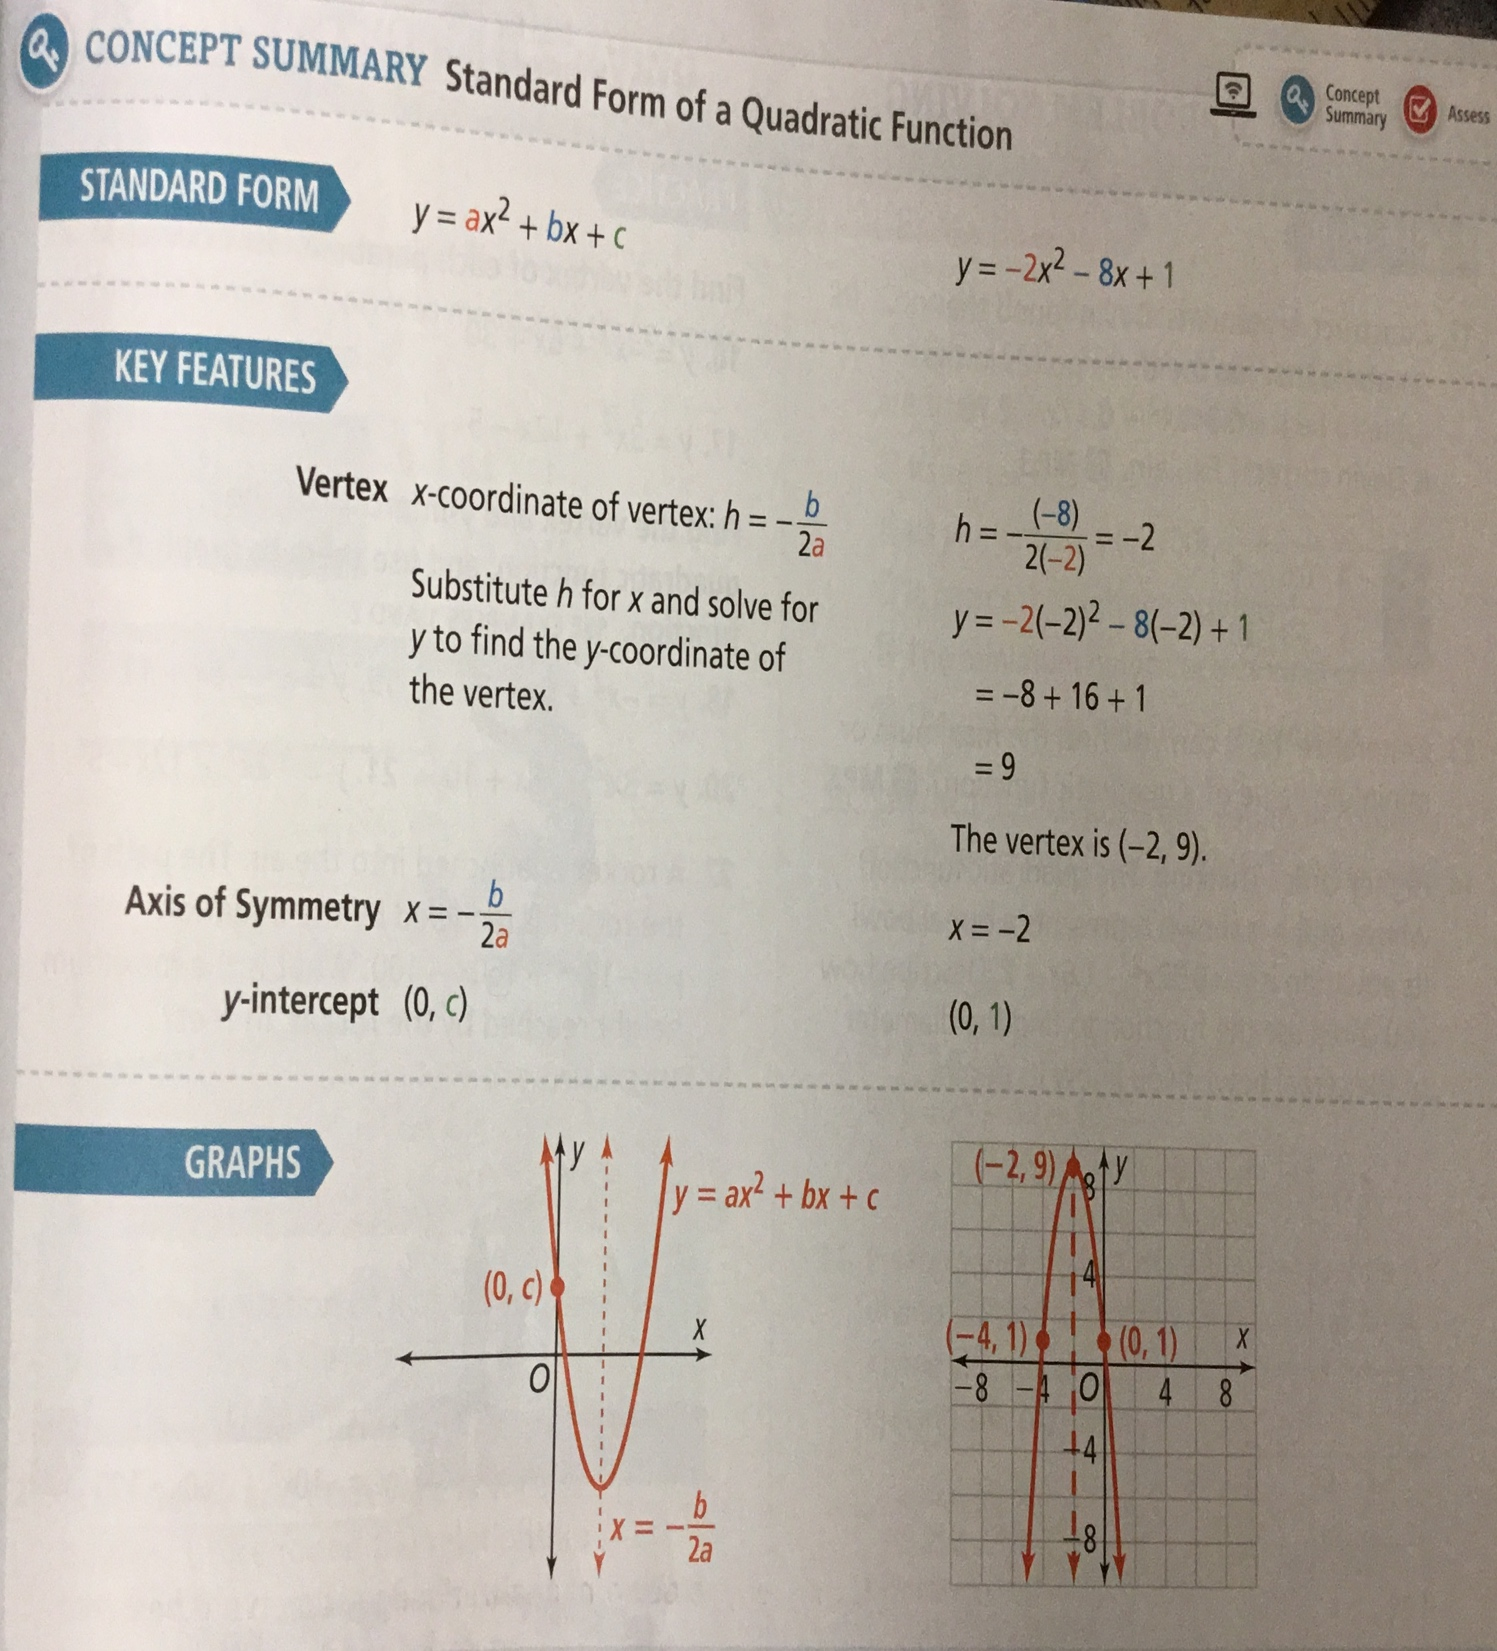 CONCEPT SUMMARY Standard Form of a Quadratic Function
Concept
Summary
Assess
STANDARD FORM
y = ax² + bx + c
y = −2x² − 8x + 1
KEY FEATURES
Vertex x-coordinate of vertex: h = −b/2a
h = −(−8)/2(−2) = −2
Substitute h for x and solve for
y to find the y-coordinate of
the vertex.
y = −2(−2)² − 8(−2) + 1
= −8 + 16 + 1
= 9
The vertex is (−2, 9).
Axis of Symmetry x = −b/2a
x = −2
y-intercept (0, c)
(0, 1)
GRAPHS
y
y = ax² + bx + c
(0, c)
x
O
x = −b/2a
(−2, 9)
8
y
4
(−4, 1)
(0, 1)
x
−8 −4 O 4 8
−4
−8